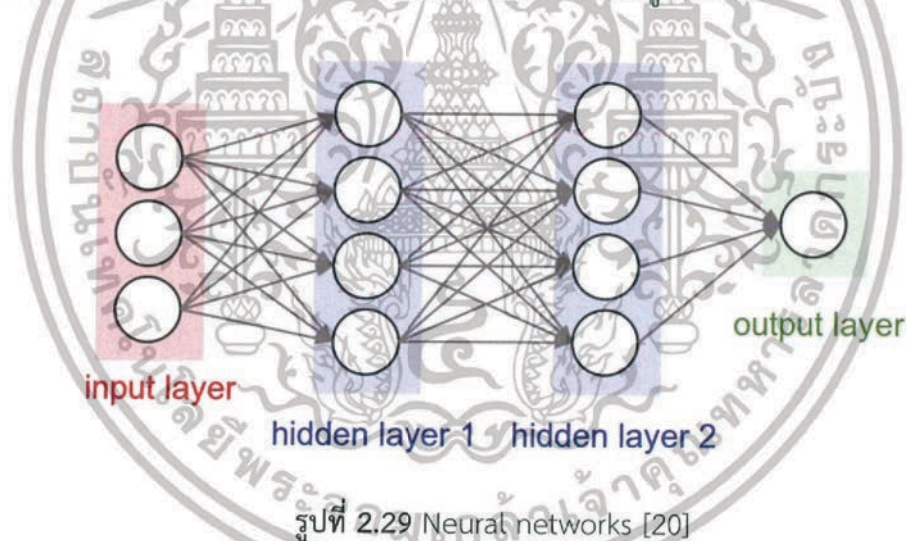 input layer
hidden layer 1 hidden layer 2
output layer
รูปที่ 2.29 Neural networks [20]